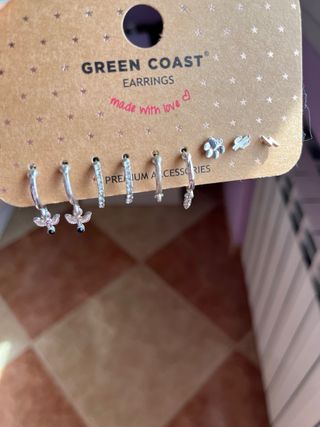 GREEN COAST®
EARRINGS
made with love
PREMIUM ACCESSORIES